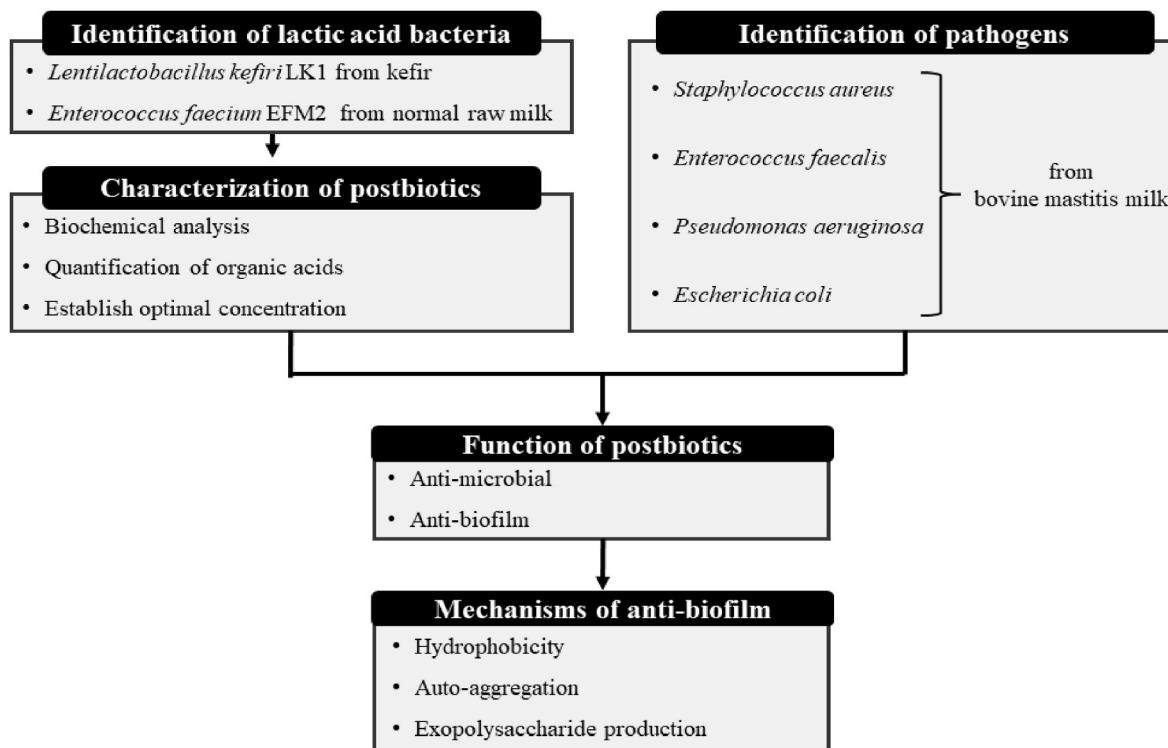 Identification of lactic acid bacteria
• Lentilactobacillus kefiri LK1 from kefir
• Enterococcus faecium EFM2 from normal raw milk
Characterization of postbiotics
• Biochemical analysis
• Quantification of organic acids
• Establish optimal concentration
Identification of pathogens
• Staphylococcus aureus
• Enterococcus faecalis
• Pseudomonas aeruginosa
• Escherichia coli
from
bovine mastitis milk
Function of postbiotics
• Anti-microbial
• Anti-biofilm
Mechanisms of anti-biofilm
• Hydrophobicity
• Auto-aggregation
• Exopolysaccharide production